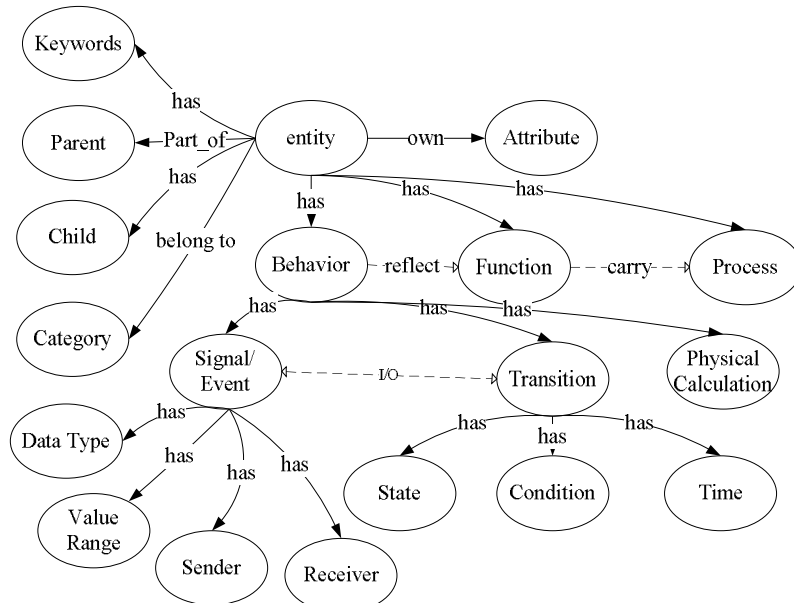 Keywords
has
Parent
Part_of
entity
own
Attribute
has
has
has
has
Child
belong to
Behavior
reflect
Function
carry
Process
has
has
has
Category
Signal/
Event
I/O
Transition
Physical
Calculation
has
Data Type
has
has
has
has
has
has
State
Condition
Time
Value
Range
Sender
Receiver